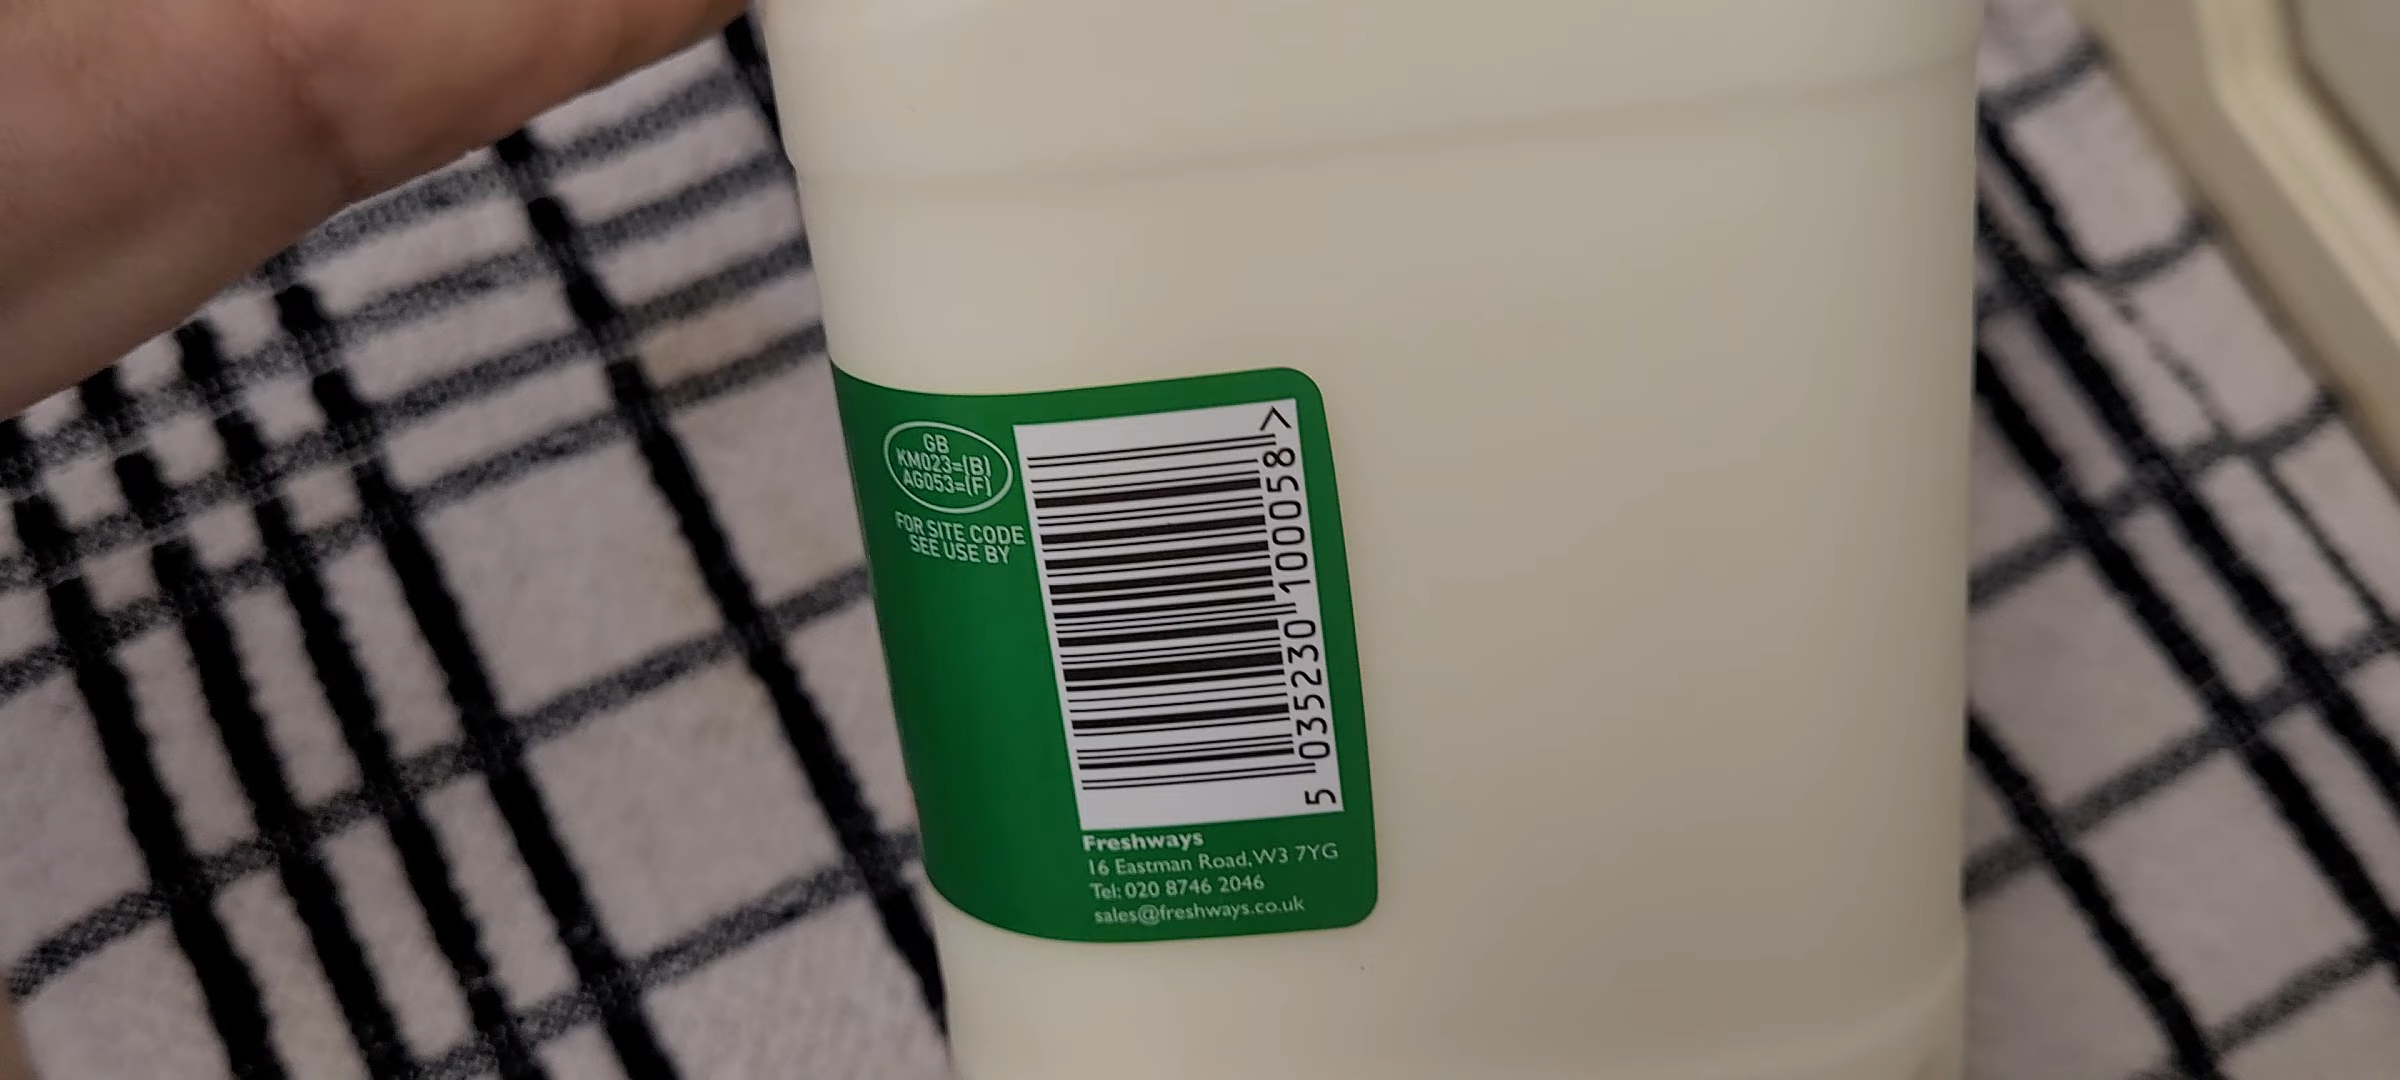 GB
KM023=(B)
AG053=(F)
FOR SITE CODE
SEE USE BY
5 035230 100058 >
Freshways
16 Eastman Road, W3 7YG
Tel: 020 8746 2046
sales@freshways.co.uk